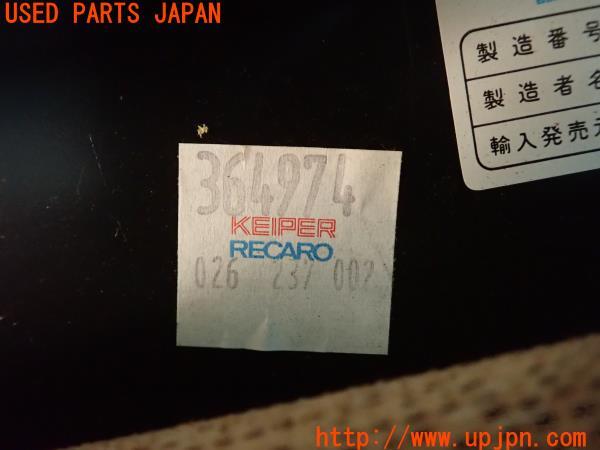 USED PARTS JAPAN
製造番号
製造者名
輸入発売元
364974
KEIPER
RECARO
026 237 002
http://www.upjpn.com